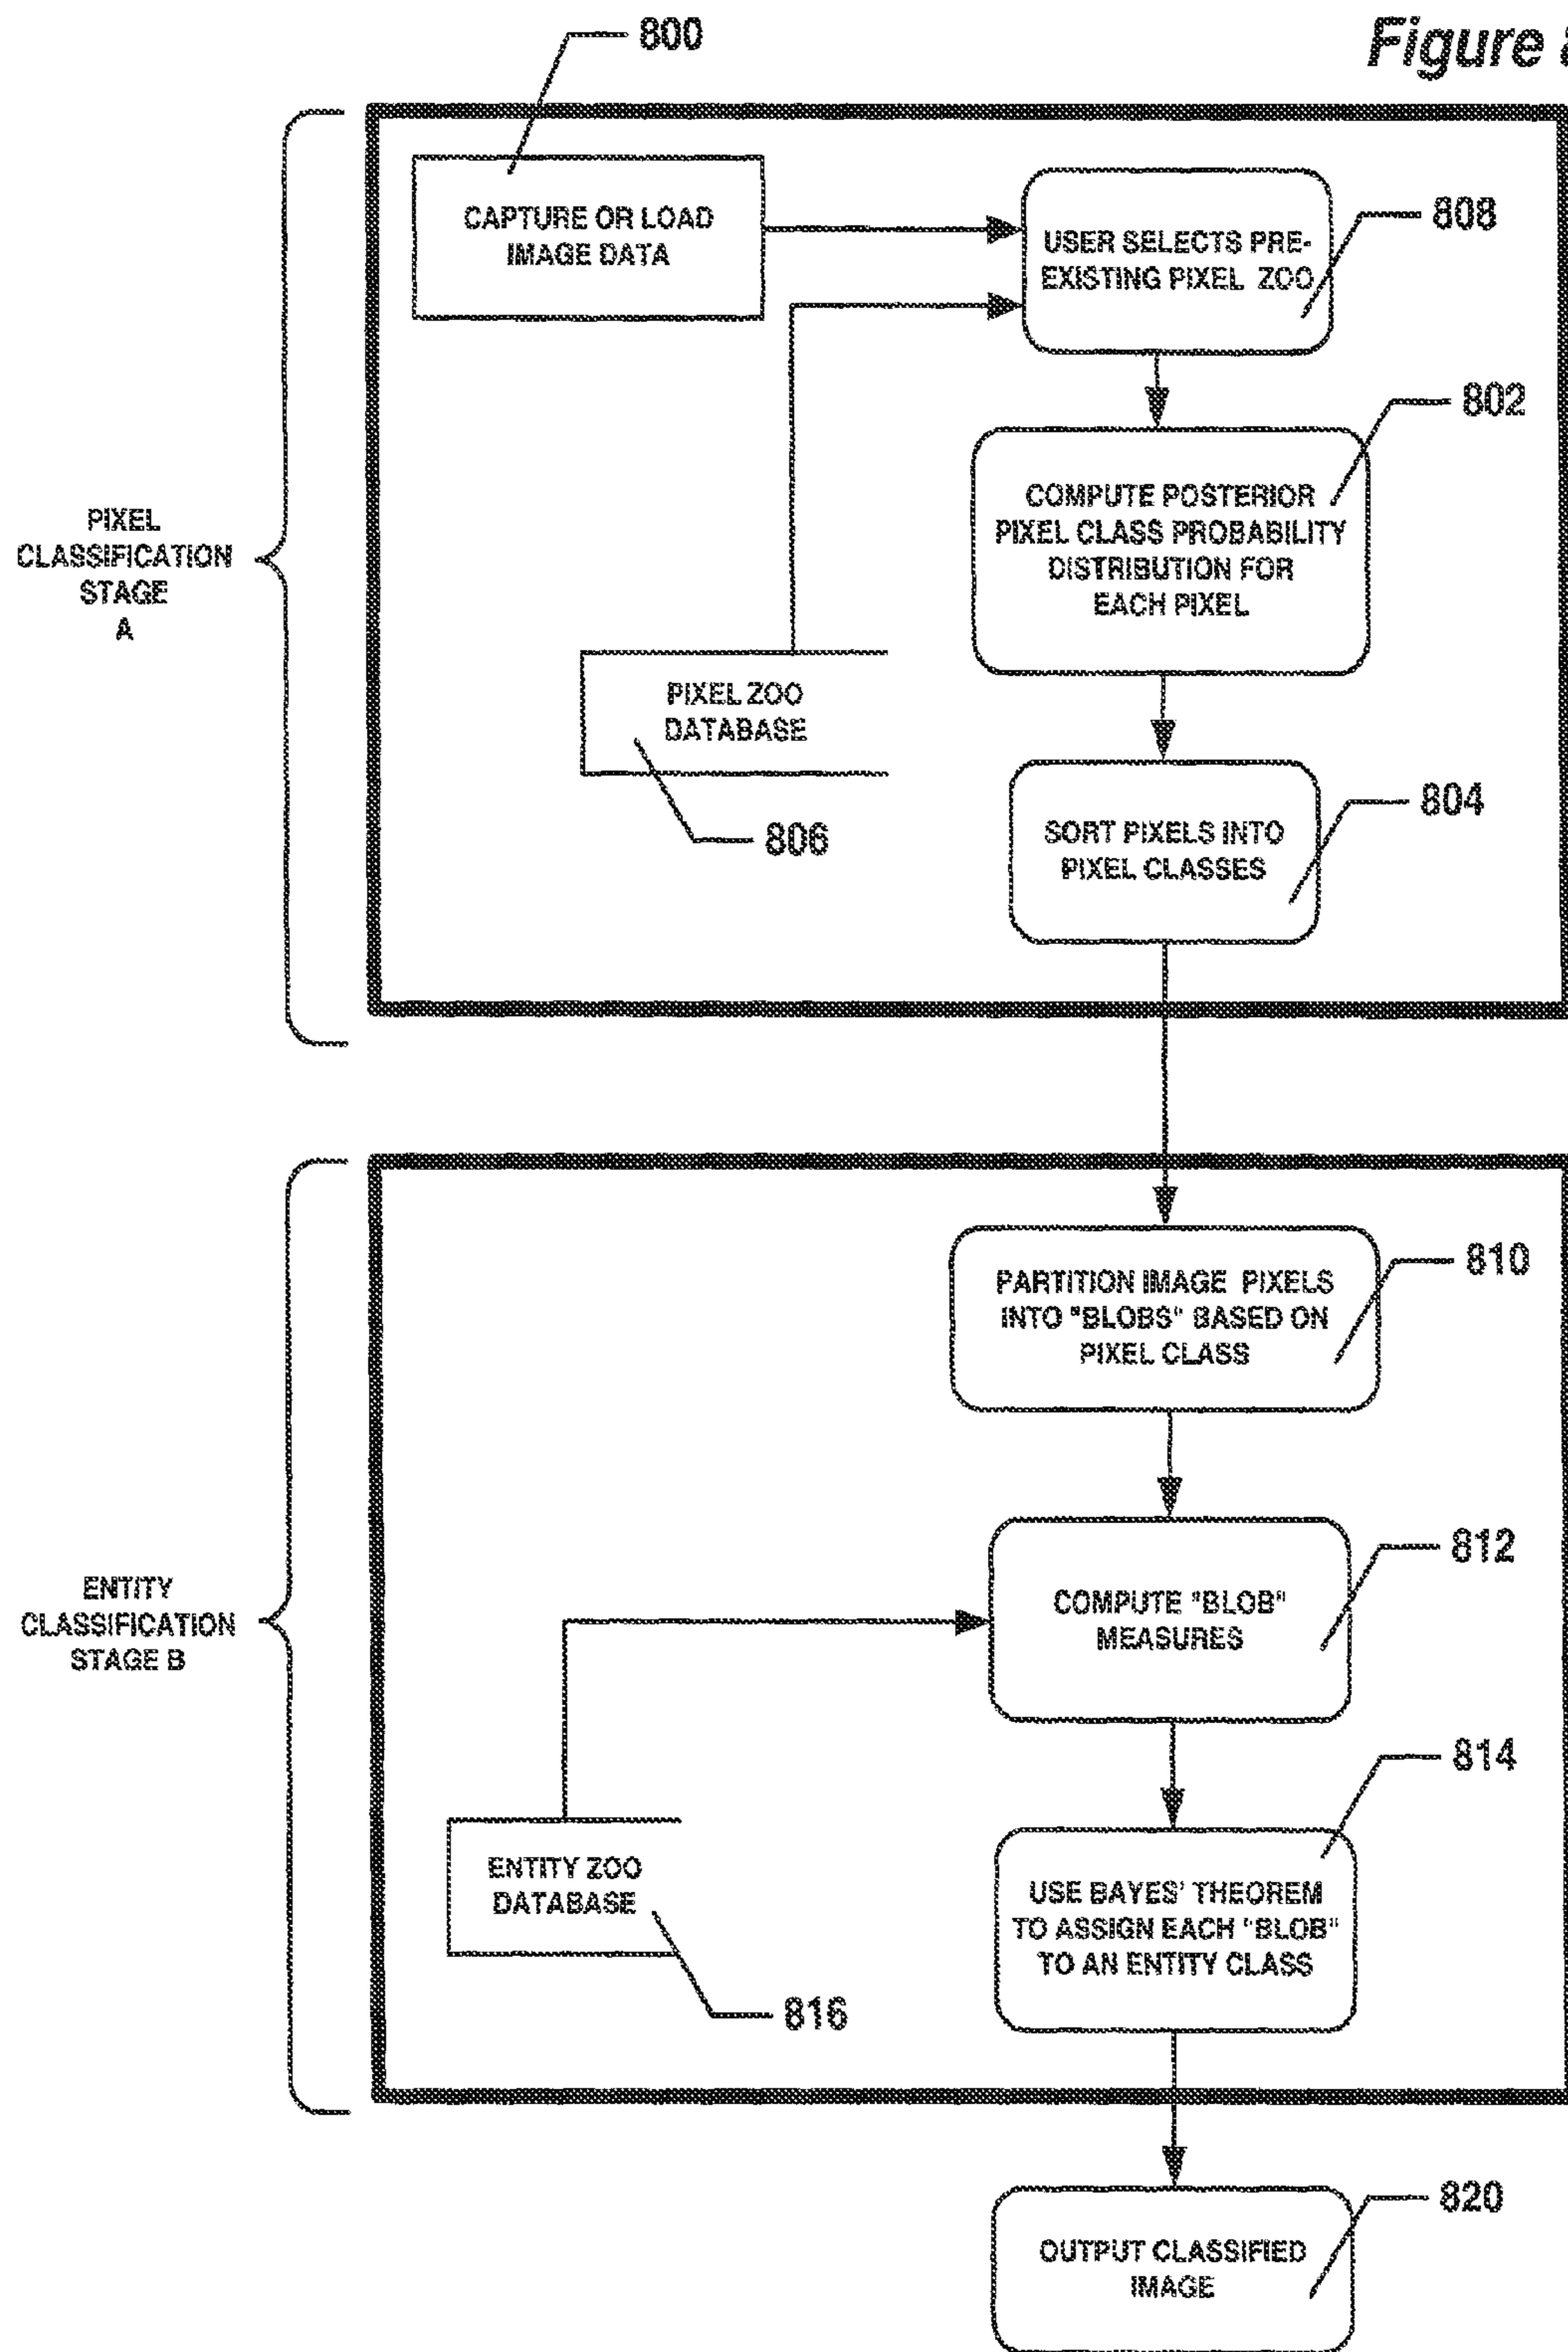 800
Figure
CAPTURE OR LOAD
IMAGE DATA
USER SELECTS PRE-
EXISTING PIXEL ZOO
808
802
COMPUTE POSTERIOR
PIXEL CLASS PROBABILITY
DISTRIBUTION FOR
EACH PIXEL
PIXEL
CLASSIFICATION
STAGE
A
PIXEL ZOO
DATABASE
806
804
SORT PIXELS INTO
PIXEL CLASSES
810
PARTITION IMAGE PIXELS
INTO "BLOBS" BASED ON
PIXEL CLASS
812
COMPUTE "BLOB"
MEASURES
ENTITY
CLASSIFICATION
STAGE B
814
ENTITY ZOO
DATABASE
816
USE BAYES' THEOREM
TO ASSIGN EACH "BLOB"
TO AN ENTITY CLASS
820
OUTPUT CLASSIFIED
IMAGE